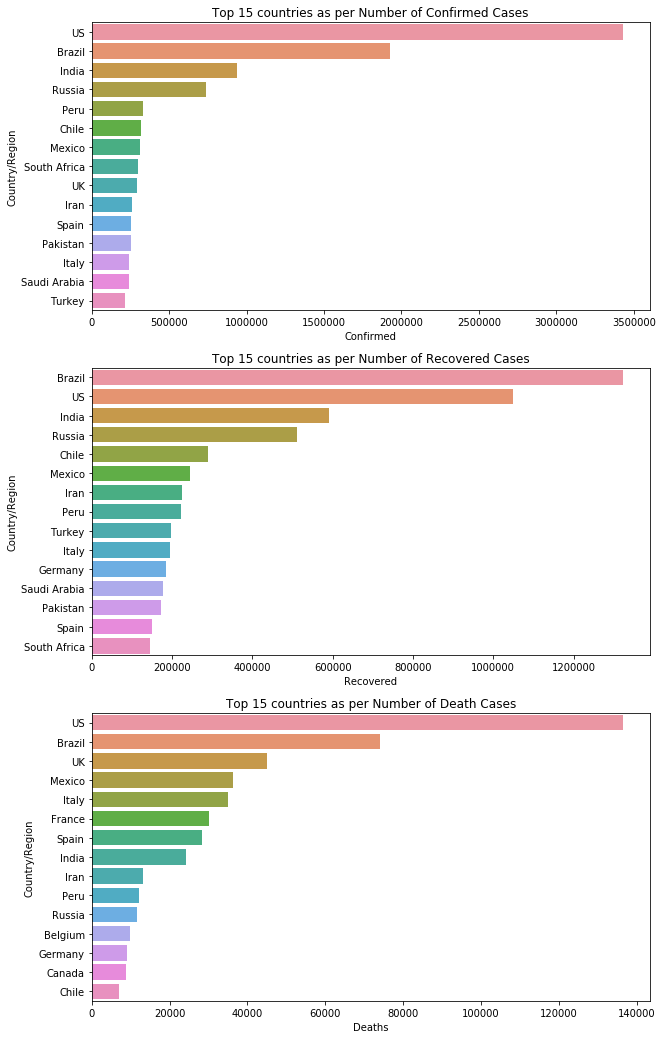 Top 15 countries as per Number of Confirmed Cases
Country/Region
US
Brazil
India
Russia
Peru
Chile
Mexico
South Africa
UK
Iran
Spain
Pakistan
Italy
Saudi Arabia
Turkey
0 500000 1000000 1500000 2000000 2500000 3000000 3500000
Confirmed
Top 15 countries as per Number of Recovered Cases
Country/Region
Brazil
US
India
Russia
Chile
Mexico
Iran
Peru
Turkey
Italy
Germany
Saudi Arabia
Pakistan
Spain
South Africa
0 200000 400000 600000 800000 1000000 1200000
Recovered
Top 15 countries as per Number of Death Cases
Country/Region
US
Brazil
UK
Mexico
Italy
France
Spain
India
Iran
Peru
Russia
Belgium
Germany
Canada
Chile
0 20000 40000 60000 80000 100000 120000 140000
Deaths